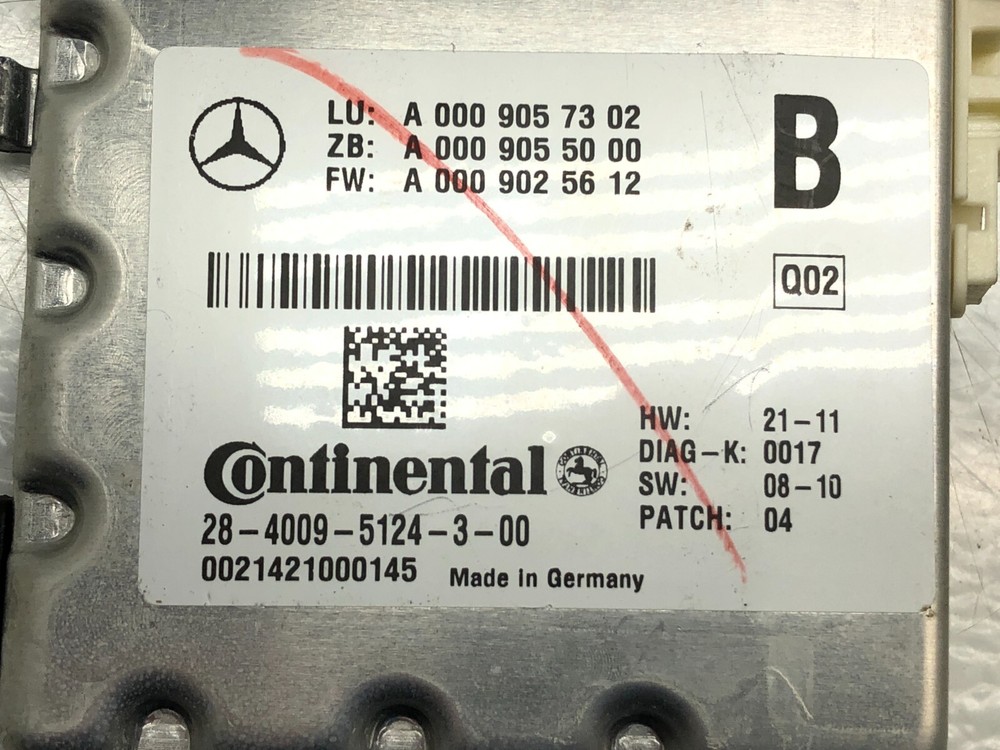 LU: A 000 905 73 02
ZB: A 000 905 50 00
FW: A 000 902 56 12
B
Q02
Continental
28-4009-5124-3-00
0021421000145
Made in Germany
HW: 21-11
DIAG-K: 0017
SW: 08-10
PATCH: 04